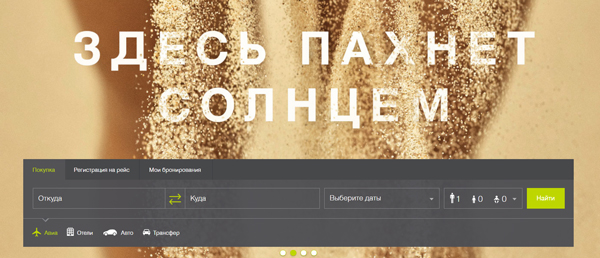 ЗДЕСЬ ПАХНЕТ
СОЛНЦЕМ
Покупка Регистрация на рейс Мои бронирования
Откуда Куда Выберите даты 1 0 0 Найти
Авиа Отели Авто Трансфер